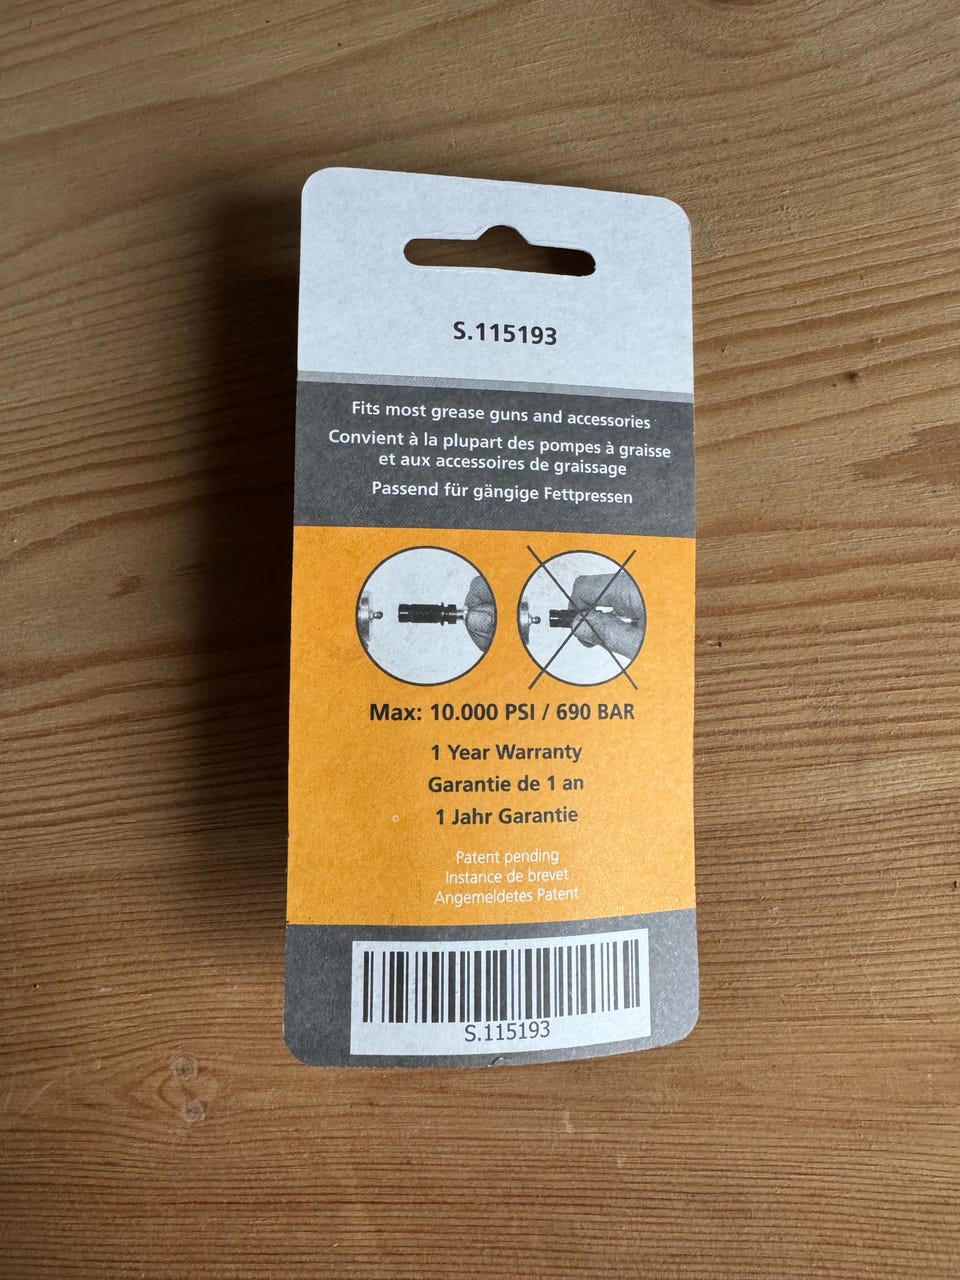 S.115193
Fits most grease guns and accessories
Convient à la plupart des pompes à graisse
et aux accessoires de graissage
Passend für gängige Fettpressen
Max: 10.000 PSI / 690 BAR
1 Year Warranty
Garantie de 1 an
1 Jahr Garantie
Patent pending
Instance de brevet
Angemeldetes Patent
S.115193